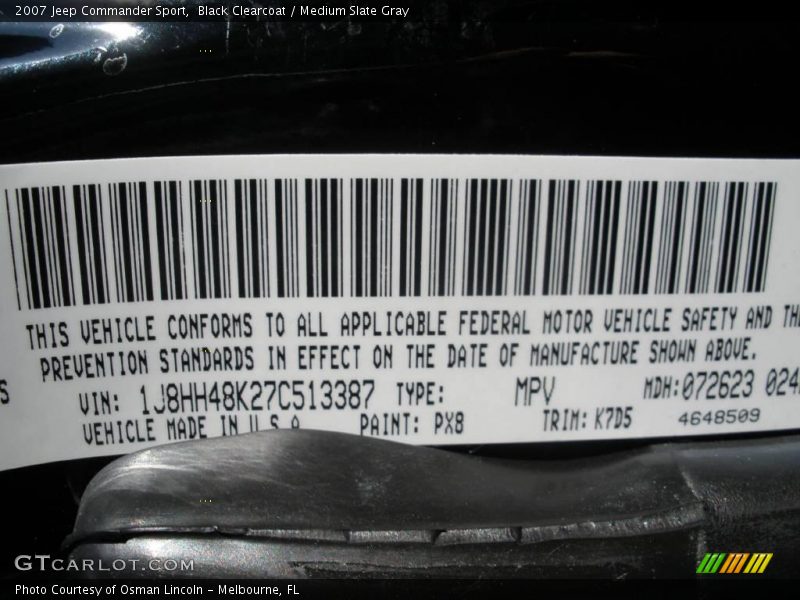 2007 Jeep Commander Sport, Black Clearcoat / Medium Slate Gray
THIS VEHICLE CONFORMS TO ALL APPLICABLE FEDERAL MOTOR VEHICLE SAFETY AND
PREVENTION STANDARDS IN EFFECT ON THE DATE OF MANUFACTURE SHOWN ABOVE.
VIN: 1J8HH48K27C513387 TYPE: MPV MDH:072623 024
VEHICLE MADE IN U.S.A PAINT: PX8 TRIM: K7D5 4648509
GTCARLOT.COM
Photo Courtesy of Osman Lincoln - Melbourne, FL